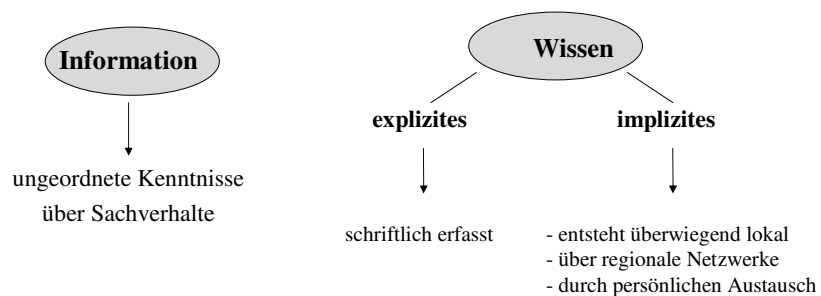 Information
ungeordnete Kenntnisse
über Sachverhalte
Wissen
explizites
schriftlich erfasst
implizites
- entsteht überwiegend lokal
- über regionale Netzwerke
- durch persönlichen Austausch